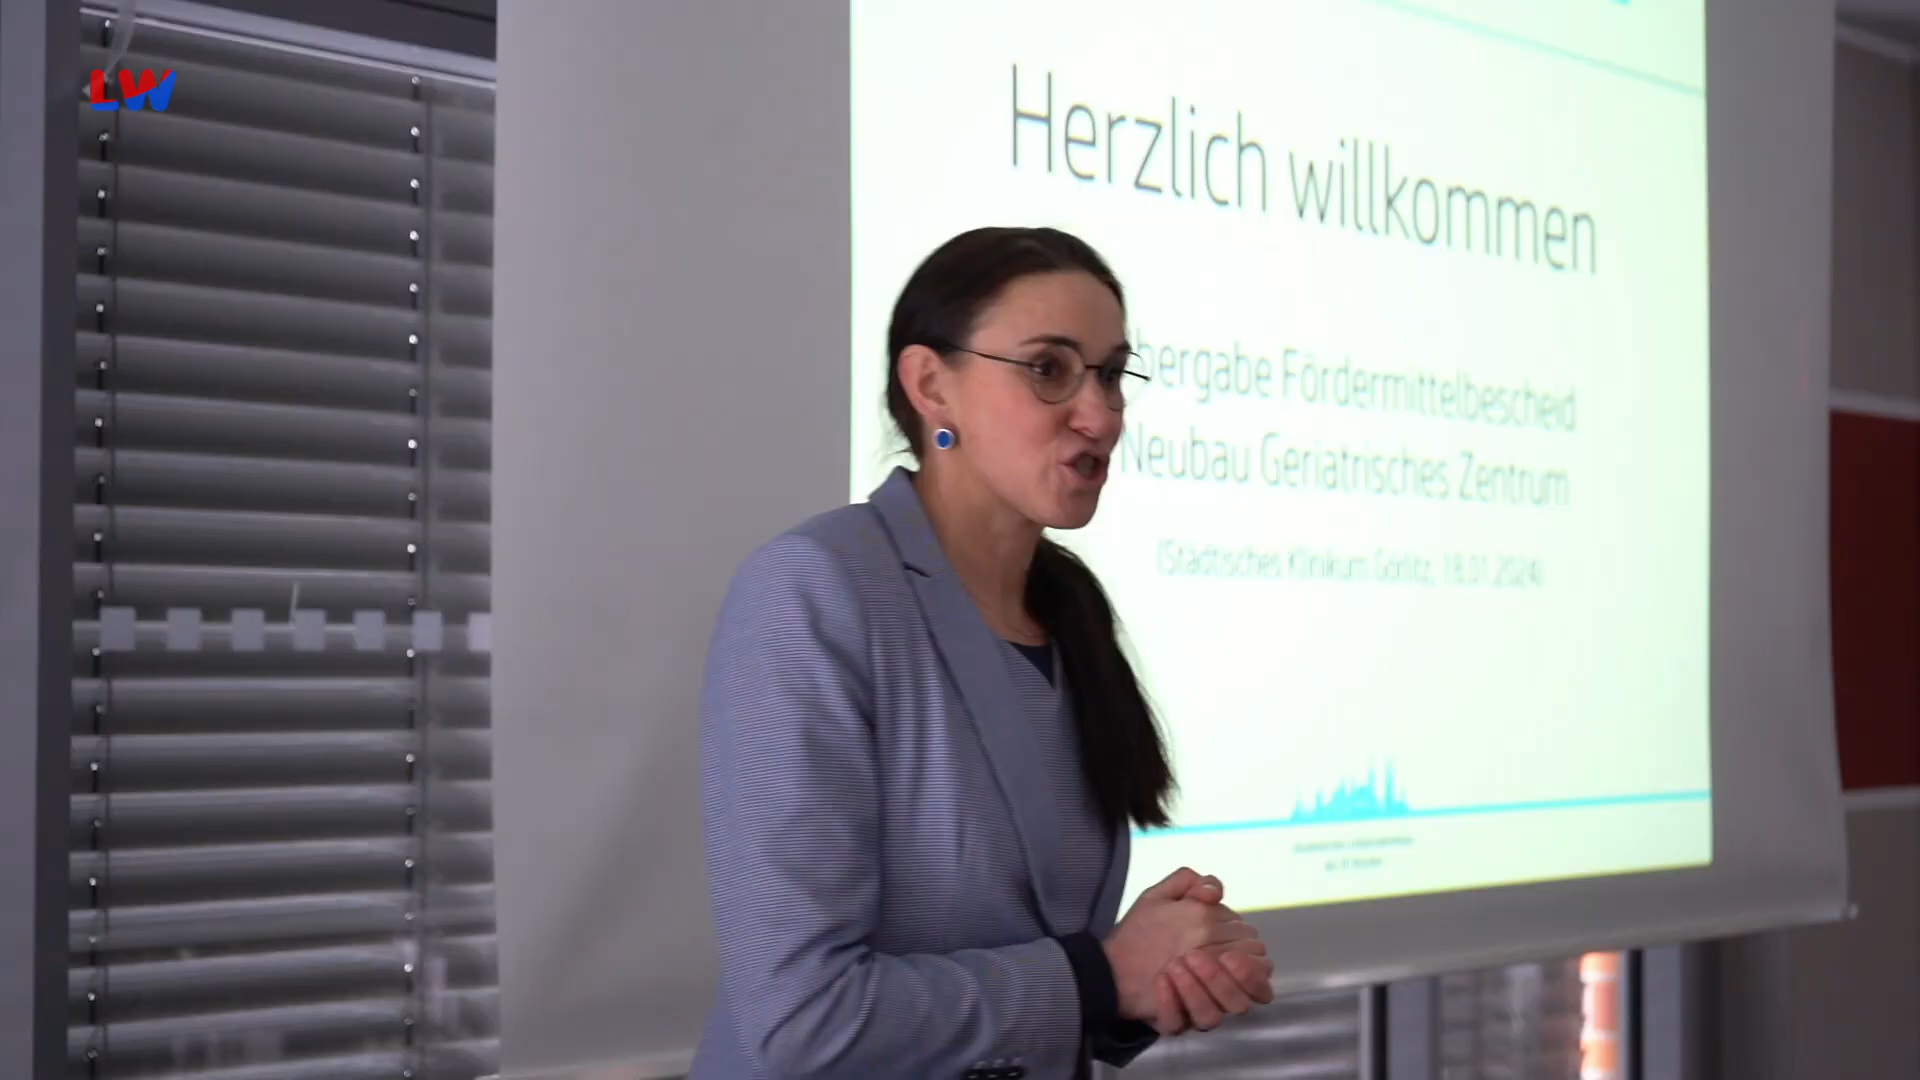 LW
Herzlich willkommen
bergabe Fördermittelbescheid
Neubau Geriatrisches Zentrum
(Städtisches Klinikum Görlitz, 18.01.2024)